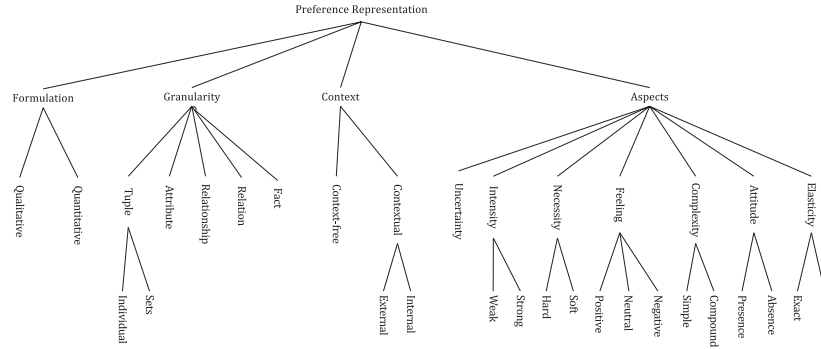 Preference Representation
Formulation
Granularity
Context
Aspects
Qualitative
Quantitative
Tuple
Attribute
Relationship
Relation
Fact
Context-free
Contextual
Uncertainty
Intensity
Necessity
Feeling
Complexity
Attitude
Elasticity
Individual
Sets
External
Internal
Weak
Strong
Hard
Soft
Positive
Neutral
Negative
Simple
Compound
Presence
Absence
Exact